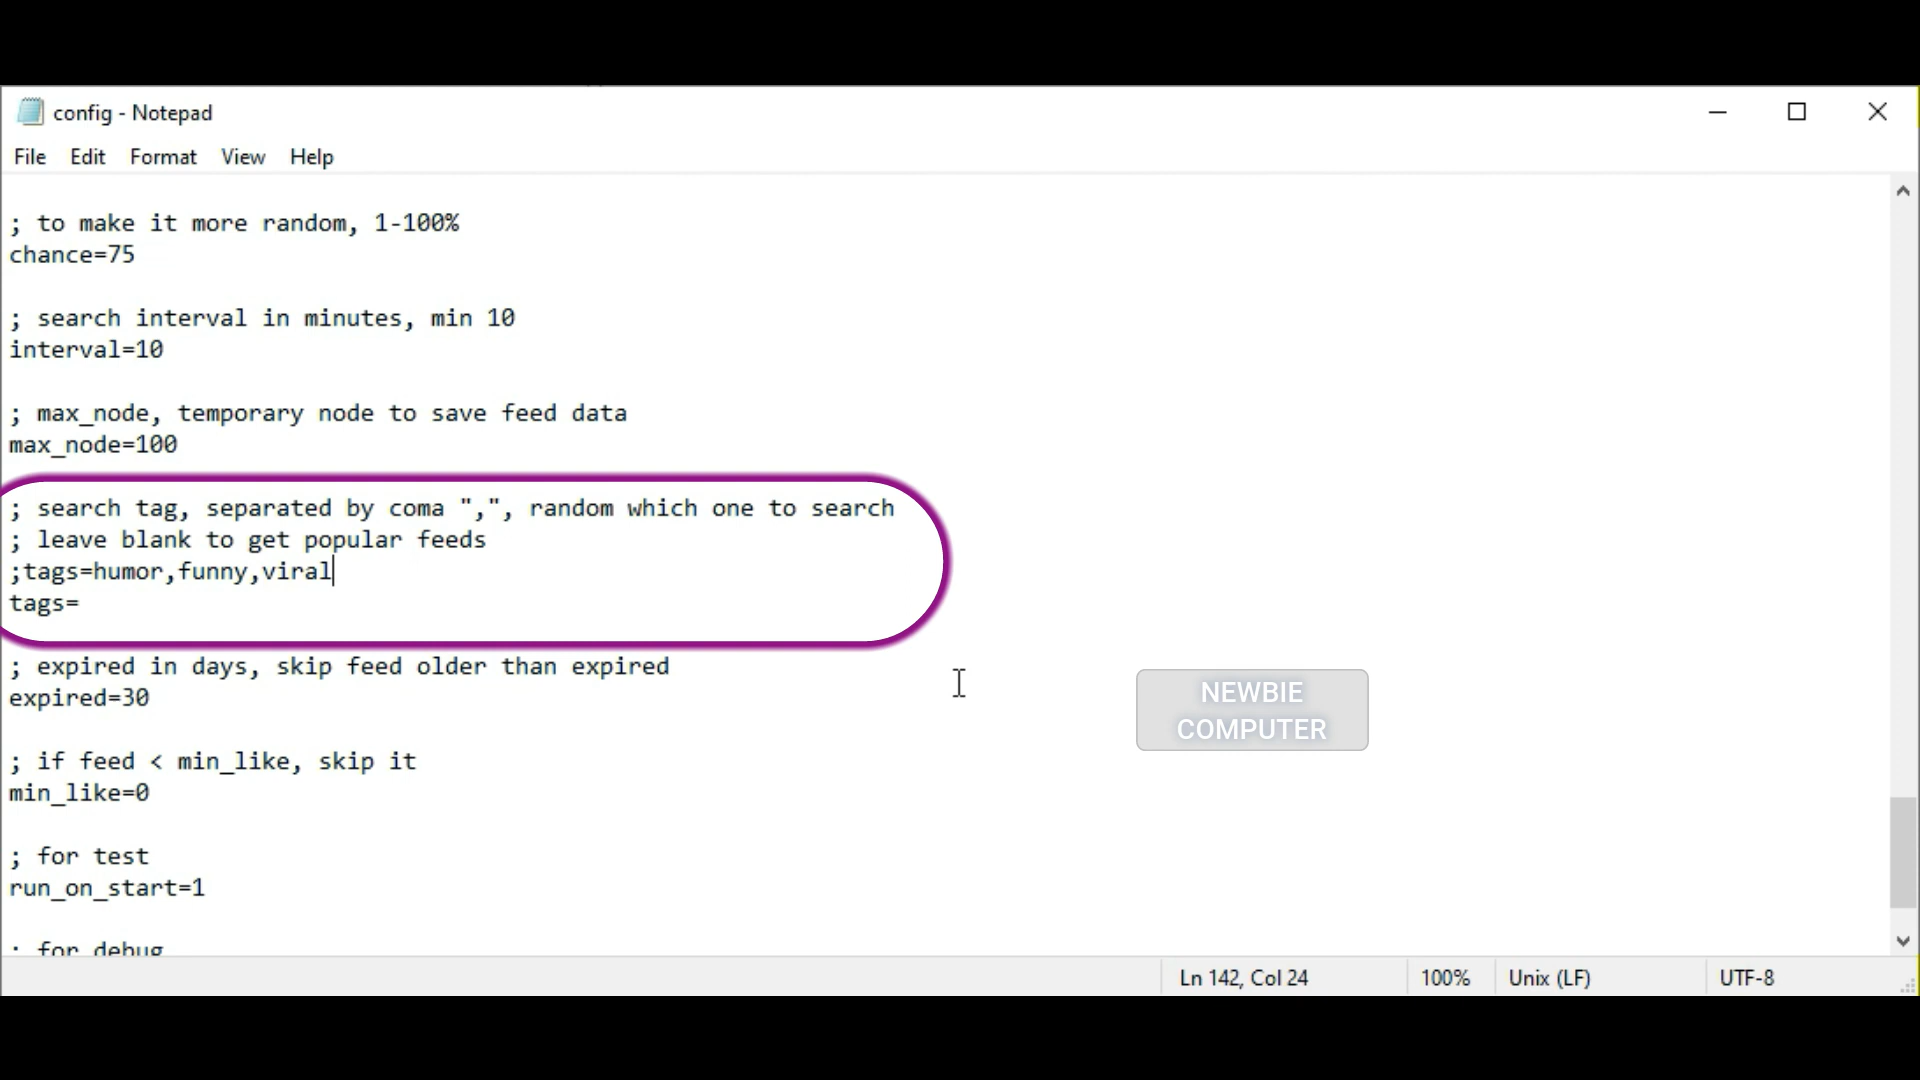 config - Notepad
File Edit Format View Help
; to make it more random, 1-100%
chance=75
; search interval in minutes, min 10
interval=10
; max_node, temporary node to save feed data
max_node=100
; search tag, separated by coma ",", random which one to search
; leave blank to get popular feeds
;tags=humor,funny,viral
tags=
; expired in days, skip feed older than expired
expired=30
; if feed < min_like, skip it
min_like=0
; for test
run_on_start=1
; for debug
NEWBIE
COMPUTER
Ln 142, Col 24 100% Unix (LF) UTF-8